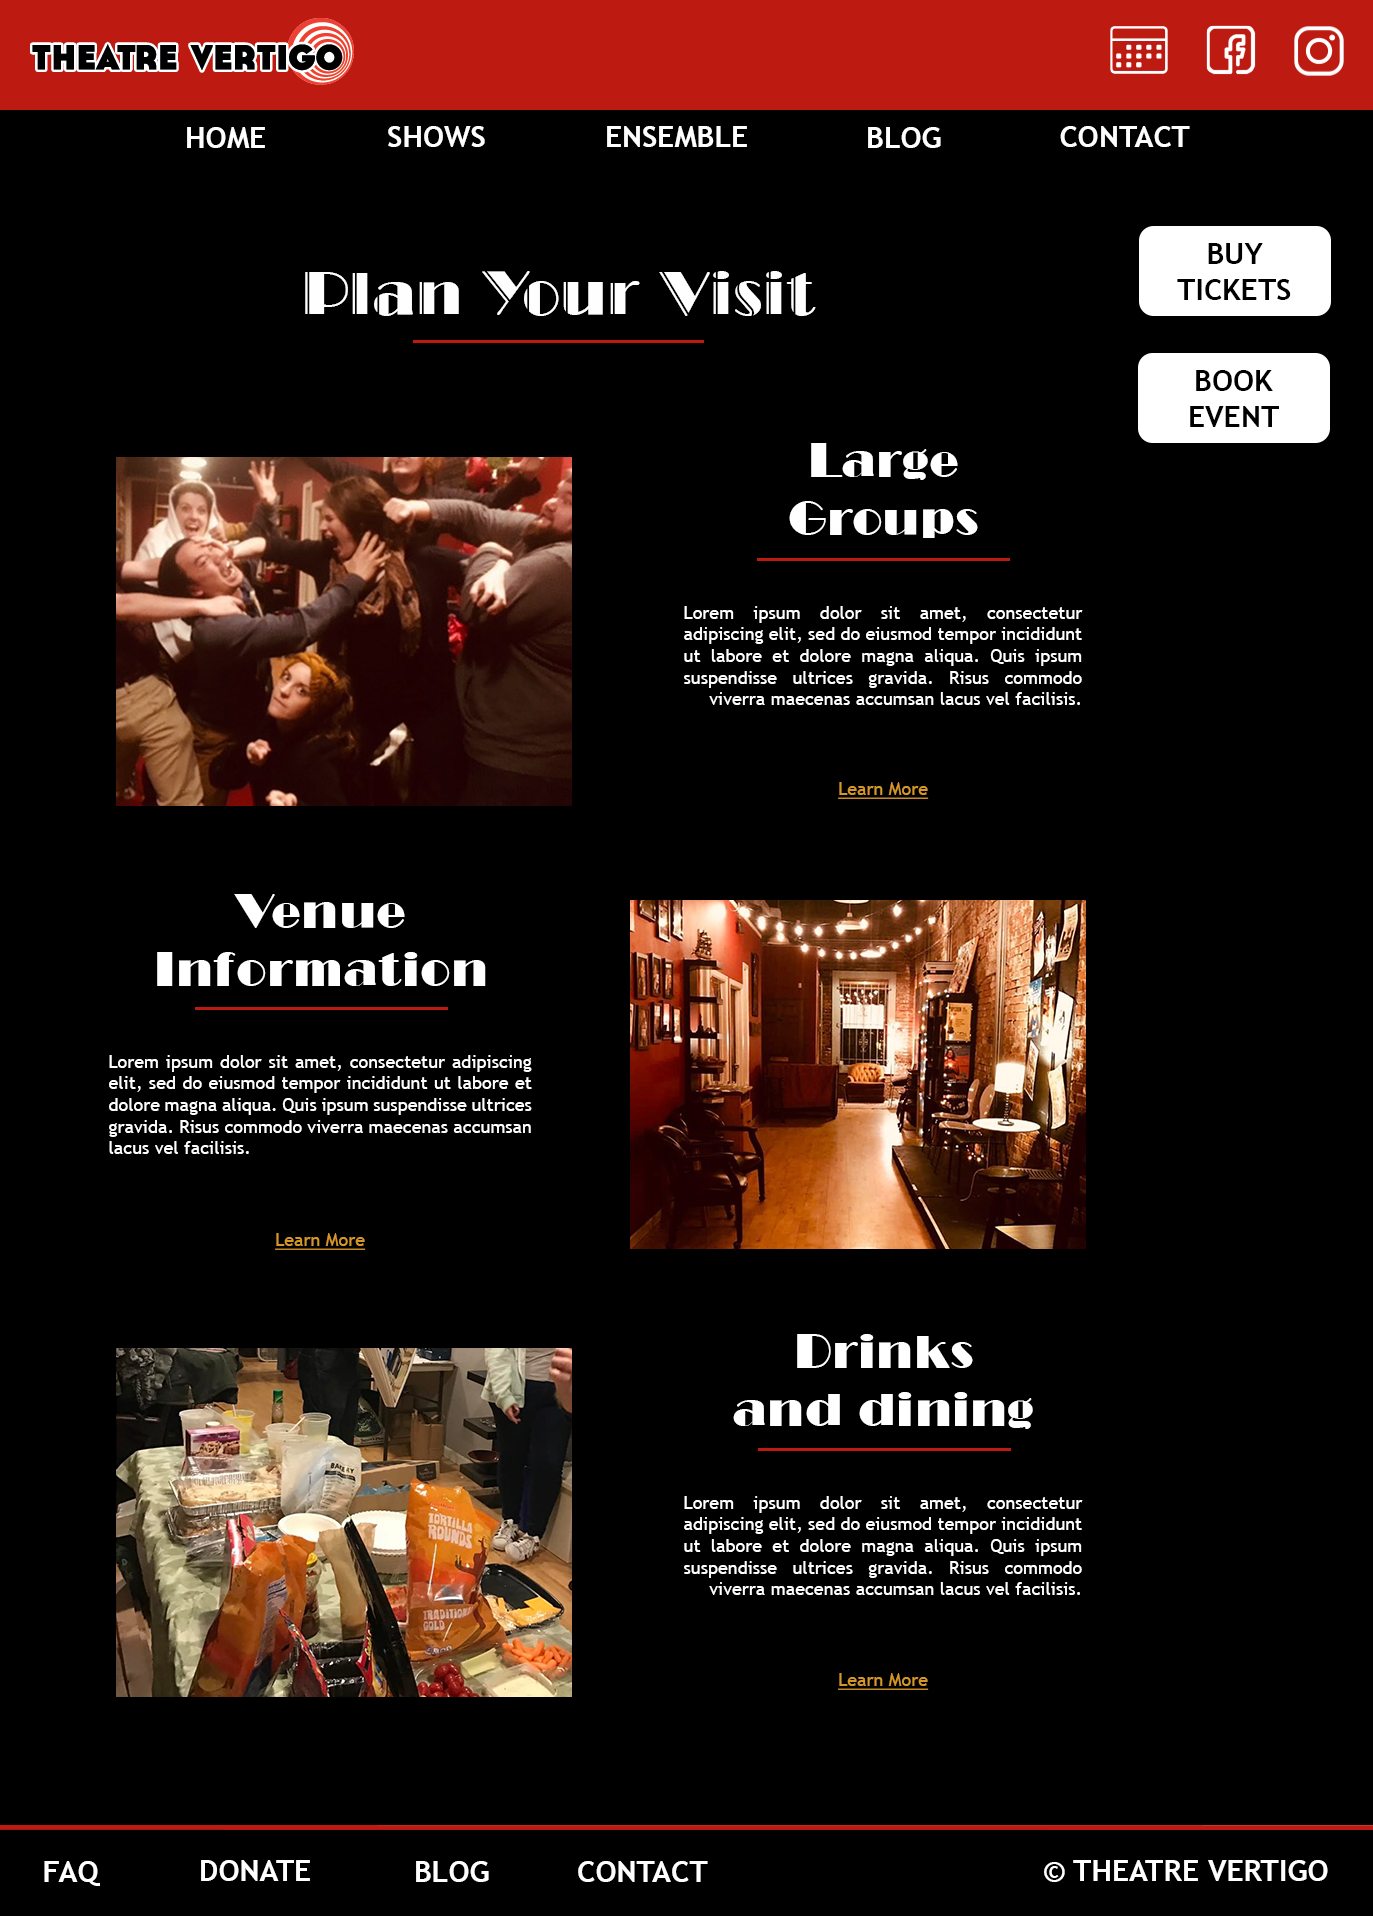 THEATRE VERTIGO
HOME
SHOWS
ENSEMBLE
BLOG
CONTACT
BUY
TICKETS
Plan Your Visit
BOOK
EVENT
Large
Groups
Lorem ipsum dolor sit amet, consectetur
adipiscing elit, sed do eiusmod tempor incididunt
ut labore et dolore magna aliqua. Quis ipsum
suspendisse ultrices gravida. Risus commodo
viverra maecenas accumsan lacus vel facilisis.
Learn More
Venue
Information
Lorem ipsum dolor sit amet, consectetur adipiscing
elit, sed do eiusmod tempor incididunt ut labore et
dolore magna aliqua. Quis ipsum suspendisse ultrices
gravida. Risus commodo viverra maecenas accumsan
lacus vel facilisis.
Learn More
Drinks
and dining
BAKERY
TORTILLA
ROUNDS
TRADITIONAL
GOLD
Lorem ipsum dolor sit amet, consectetur
adipiscing elit, sed do eiusmod tempor incididunt
ut labore et dolore magna aliqua. Quis ipsum
suspendisse ultrices gravida. Risus commodo
viverra maecenas accumsan lacus vel facilisis.
Learn More
FAQ
DONATE
BLOG
CONTACT
© THEATRE VERTIGO